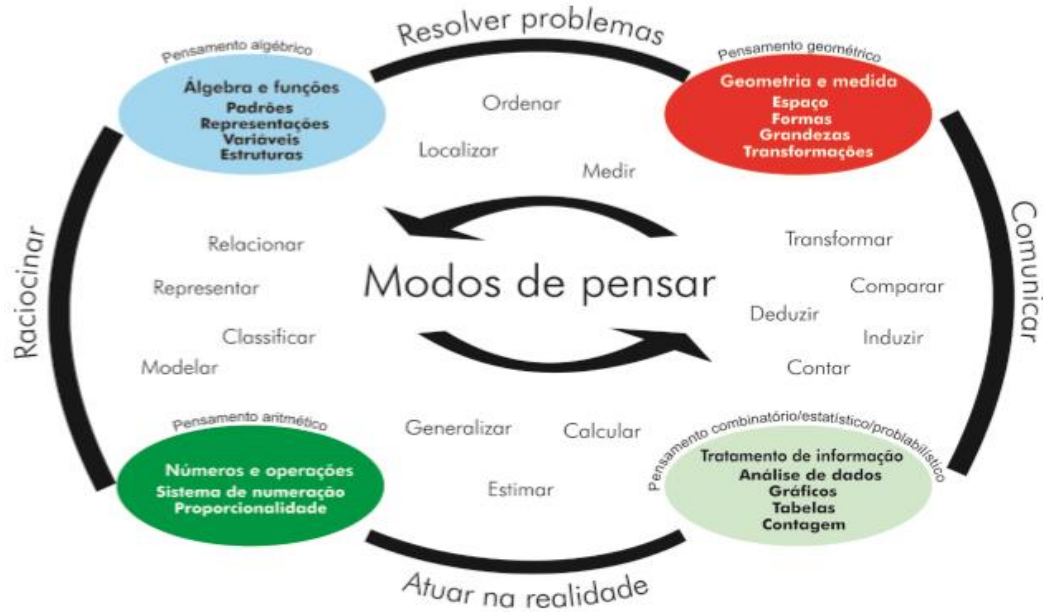 Resolver problemas
Pensamento algébrico
Álgebra e funções
Padrões
Representações
Variáveis
Estruturas
Pensamento geométrico
Geometria e medida
Espaço
Formas
Grandezas
Transformações
Ordenar
Localizar
Medir
Raciocinar
Comunicar
Relacionar
Representar
Classificar
Modelar
Modos de pensar
Transformar
Comparar
Deduzir
Induzir
Contar
Generalizar
Calcular
Estimar
Pensamento aritmético
Números e operações
Sistema de numeração
Proporcionalidade
Pensamento combinatório/estatístico/problabilístico
Tratamento de informação
Análise de dados
Gráficos
Tabelas
Contagem
Atuar na realidade